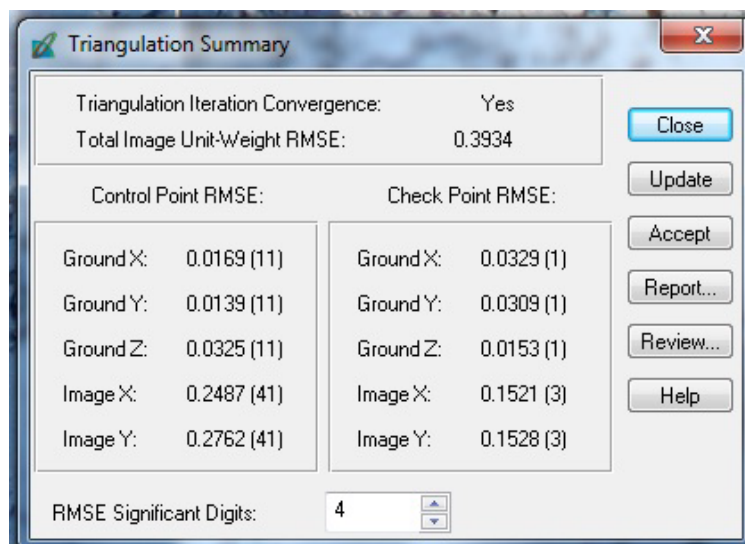 Triangulation Summary
Triangulation Iteration Convergence: Yes
Total Image Unit-Weight RMSE: 0.3934
Control Point RMSE:
Ground X: 0.0169 (11)
Ground Y: 0.0139 (11)
Ground Z: 0.0325 (11)
Image X: 0.2487 (41)
Image Y: 0.2762 (41)
Check Point RMSE:
Ground X: 0.0329 (1)
Ground Y: 0.0309 (1)
Ground Z: 0.0153 (1)
Image X: 0.1521 (3)
Image Y: 0.1528 (3)
RMSE Significant Digits: 4
Close
Update
Accept
Report...
Review...
Help